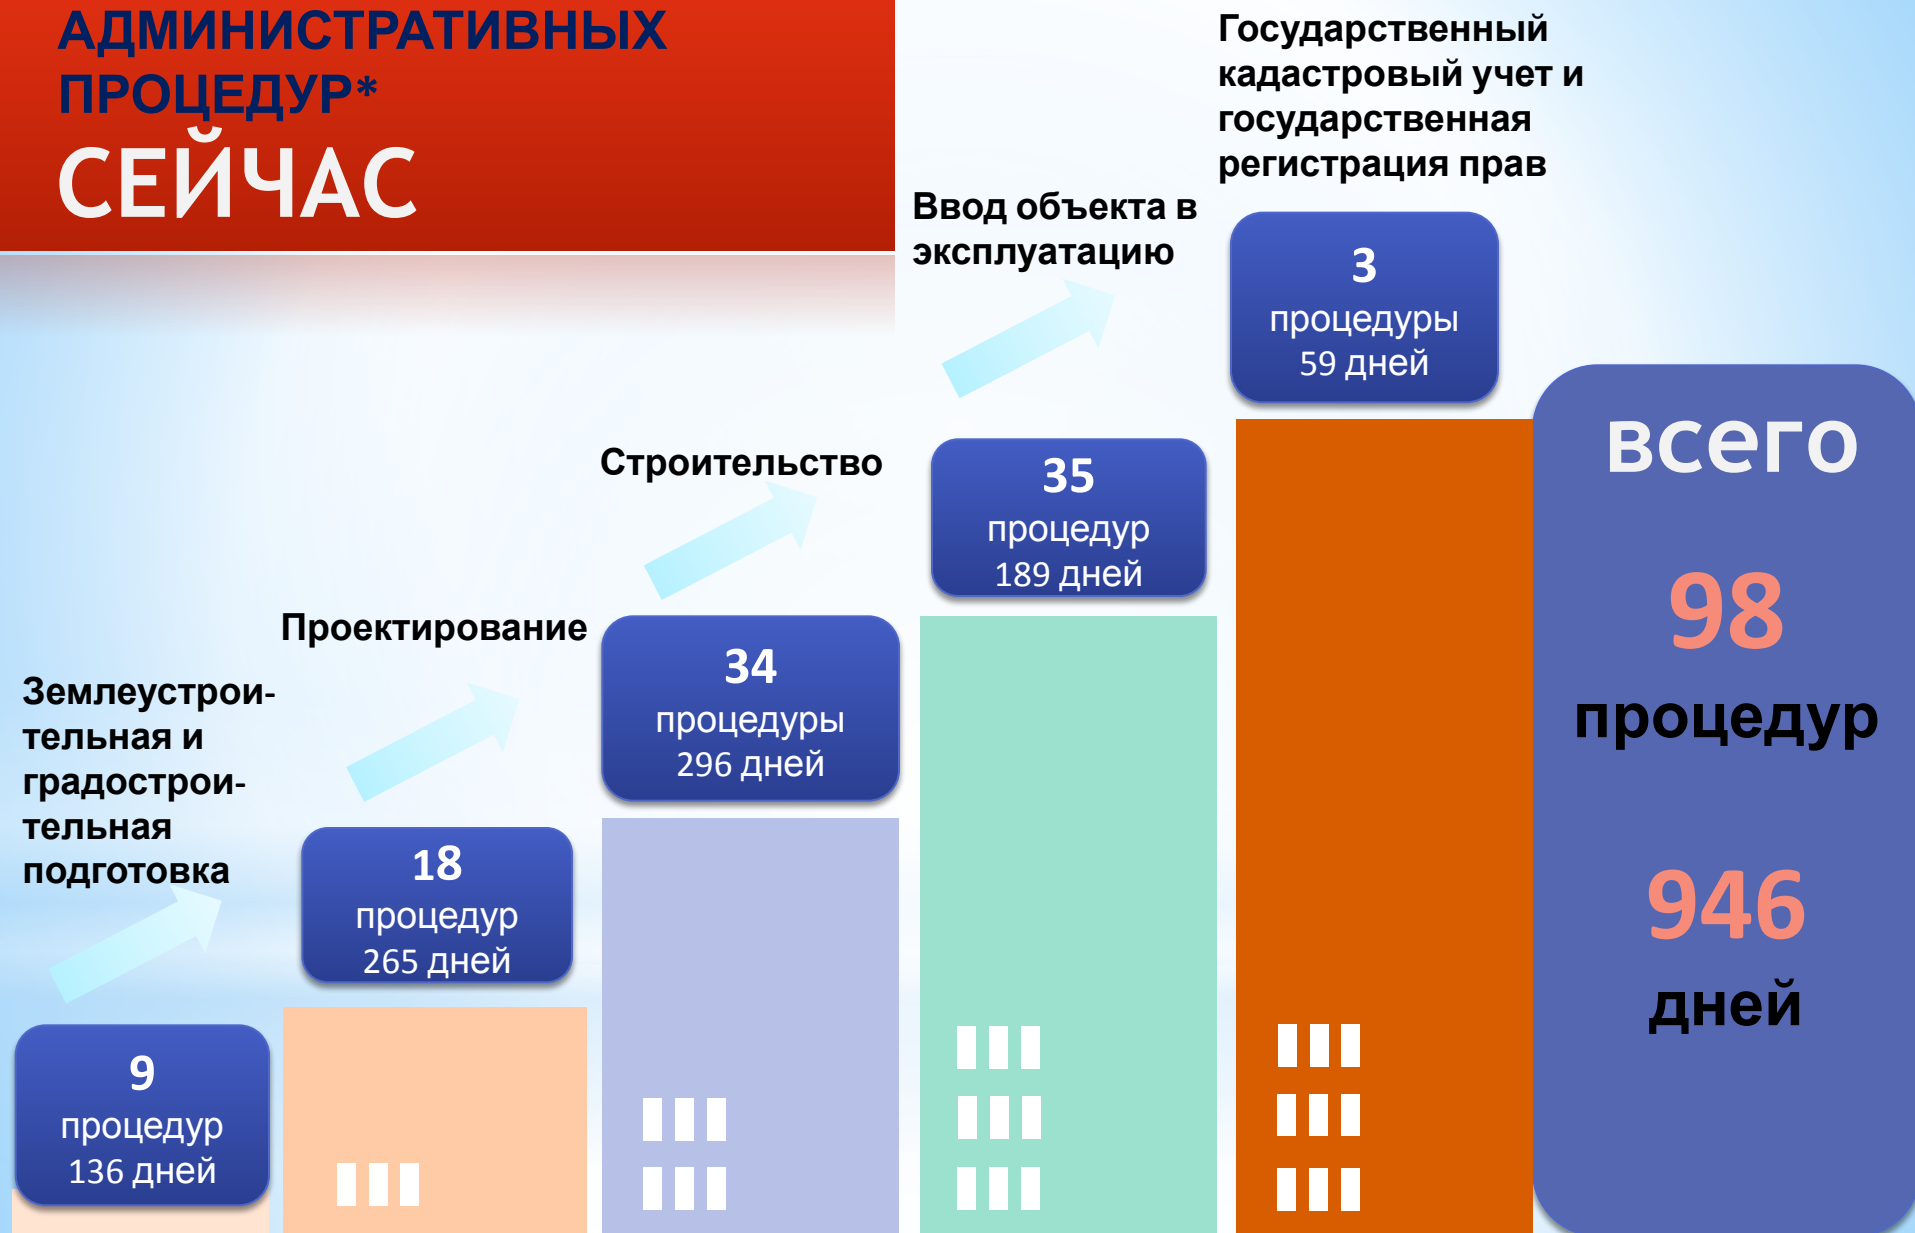 АДМИНИСТРАТИВНЫХ
ПРОЦЕДУР*
СЕЙЧАС
Землеустрои-
тельная и
градострои-
тельная
подготовка
9
процедур
136 дней
Проектирование
18
процедур
265 дней
Строительство
34
процедуры
296 дней
Ввод объекта в
эксплуатацию
35
процедур
189 дней
Государственный
кадастровый учет и
государственная
регистрация прав
3
процедуры
59 дней
всего
98
процедур
946
дней